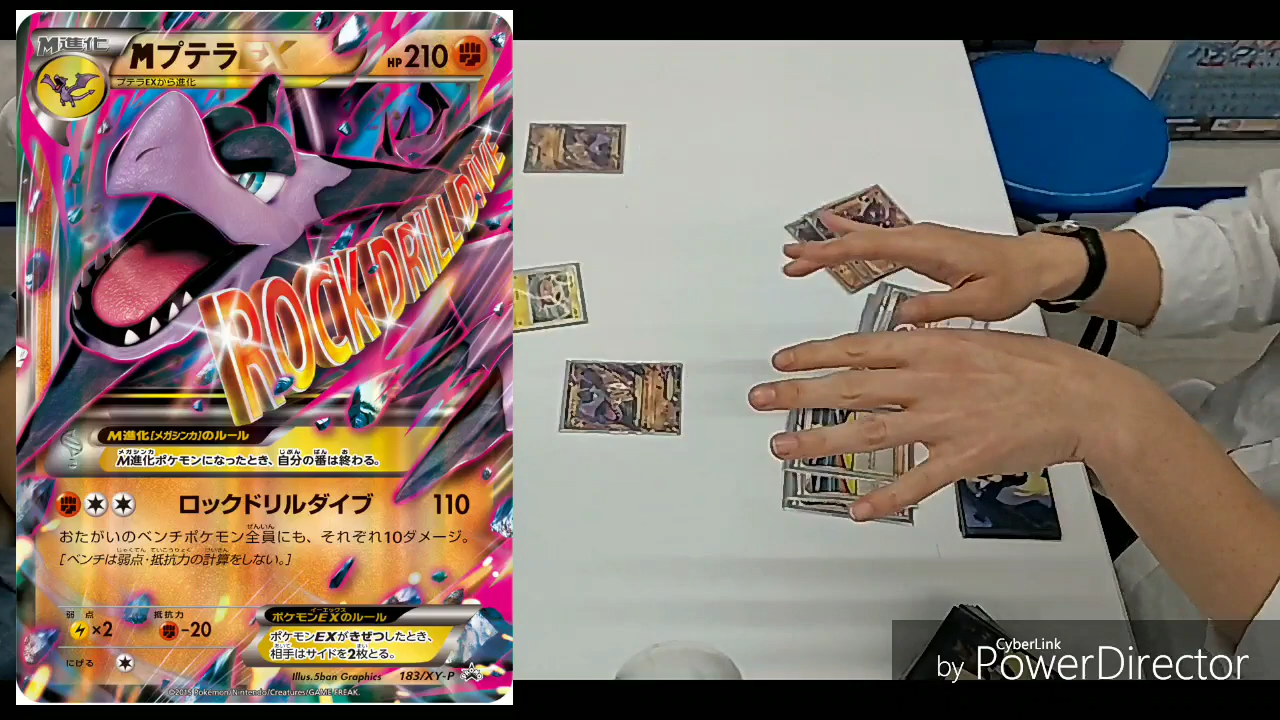 M進化
MプテラEX
HP210
プテラEXから進化
ROCK DRILL DIVE
M進化[メガシンカ]のルール
M進化ポケモンになったとき、自分の番は終わる。
ロックドリルダイブ 110
おたがいのベンチポケモン全員にも、それぞれ10ダメージ。
[ベンチは弱点・抵抗力の計算をしない。]
弱点 抵抗力
×2 -20
にげる
ポケモンEXのルール
ポケモンEXがきぜつしたとき、
相手はサイドを2枚とる。
Illus.5ban Graphics 183/XY-P
©2015 Pokémon/Nintendo/Creatures/GAME FREAK.
CyberLink
by PowerDirector